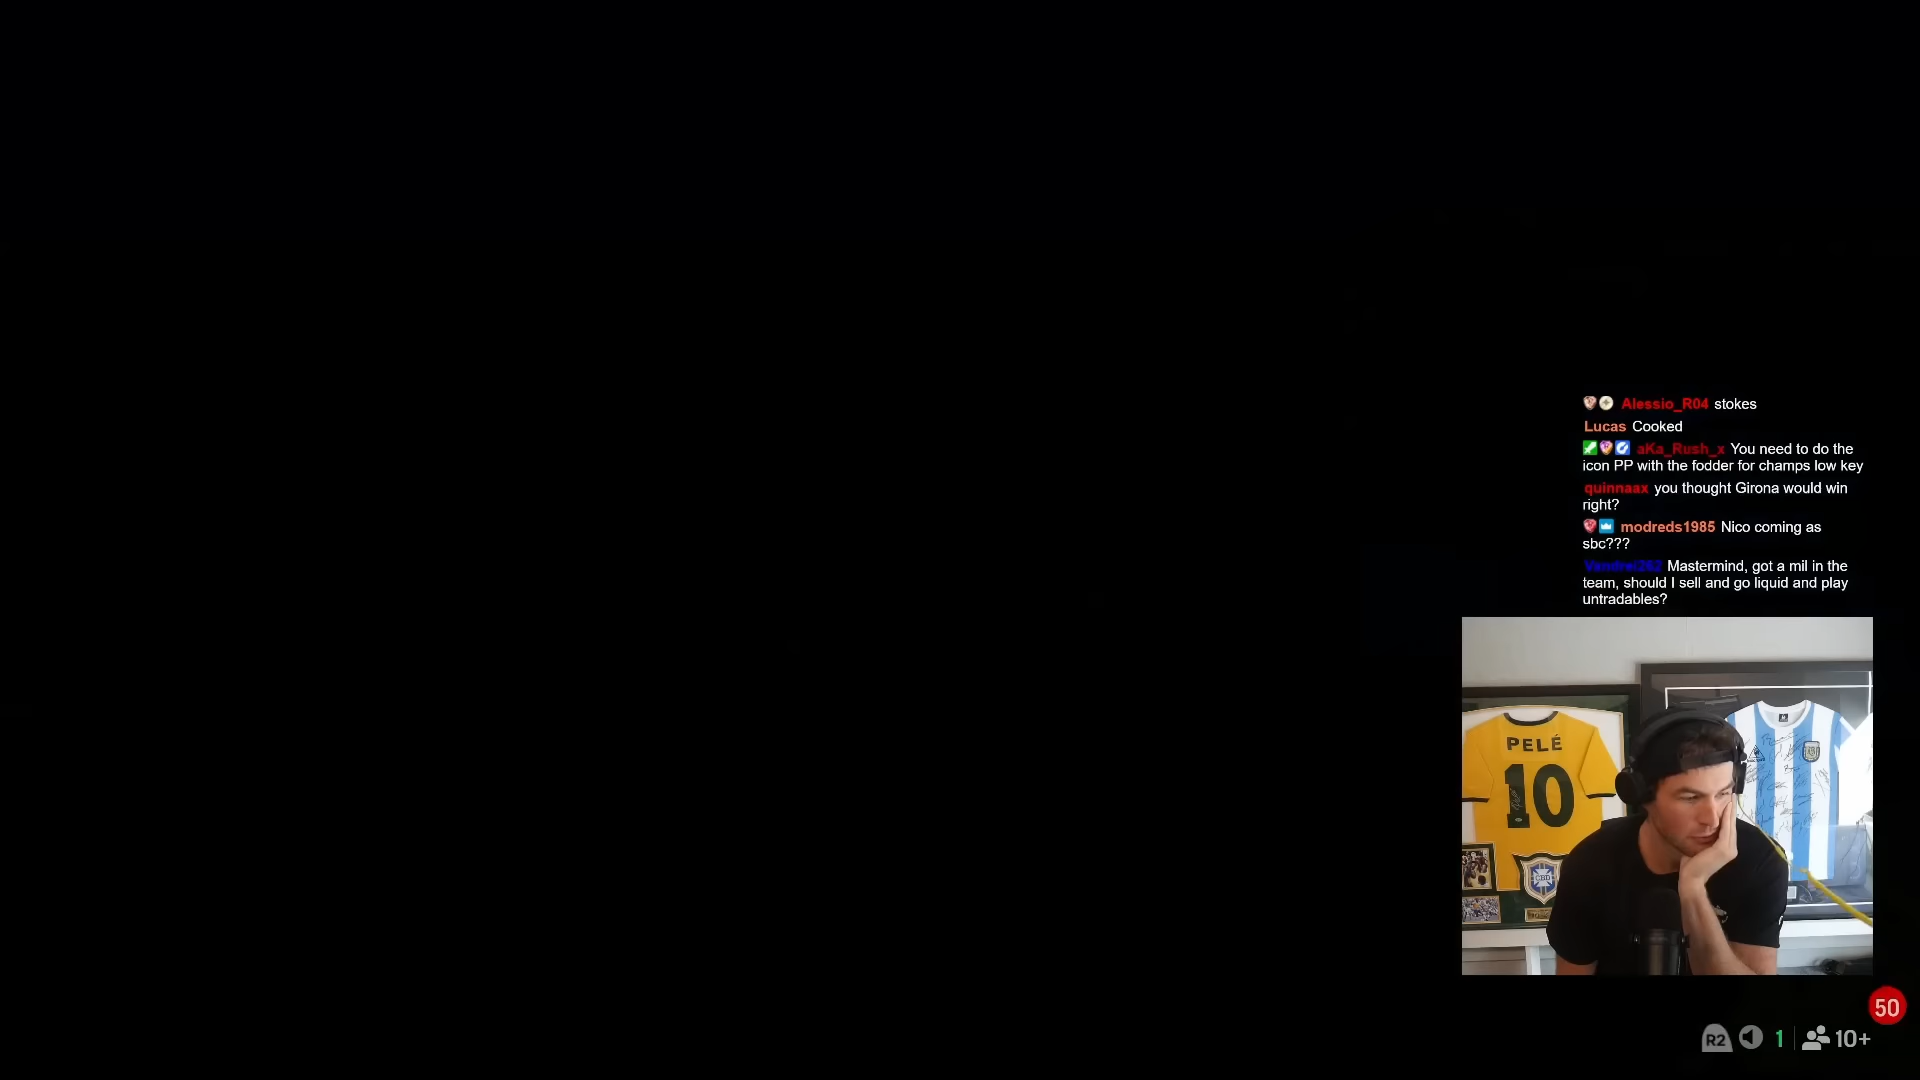 Alessio_R04 stokes
Lucas Cooked
aKa_Rush_x You need to do the
icon PP with the fodder for champs low key
quinnaax you thought Girona would win
right?
modreds1985 Nico coming as
sbc???
Vandrei262 Mastermind, got a mil in the
team, should I sell and go liquid and play
untradables?
PELÉ
10
CBD
50
R2 1 10+